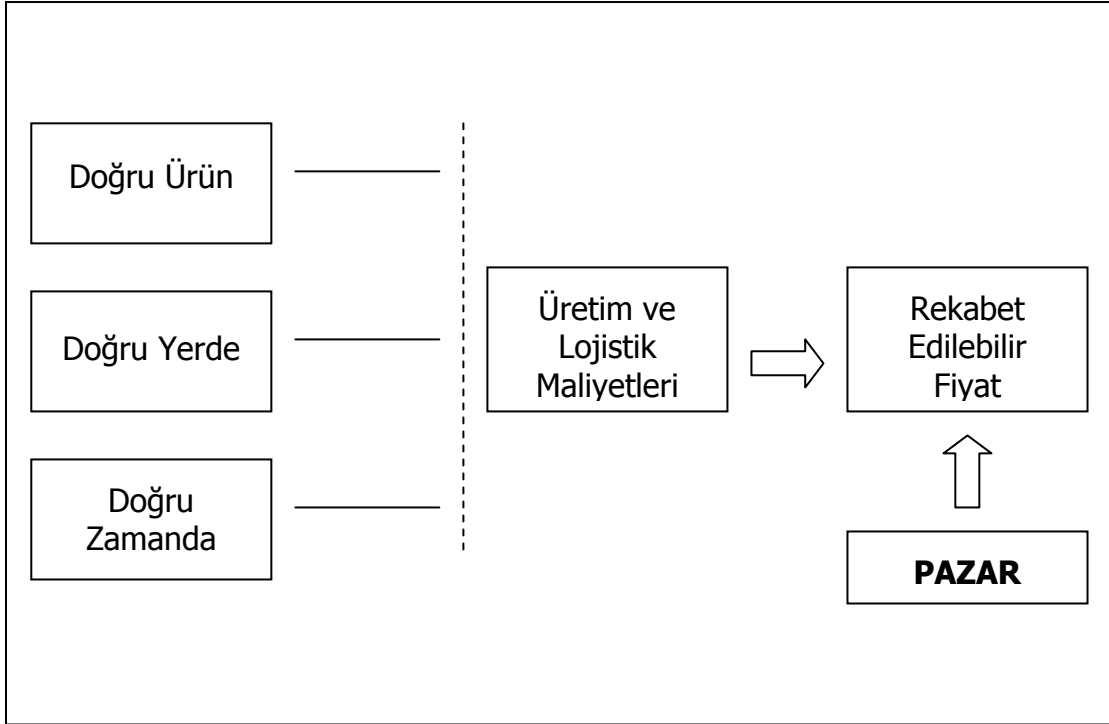 Doğru Ürün
Doğru Yerde
Doğru
Zamanda
Üretim ve
Lojistik
Maliyetleri
Rekabet
Edilebilir
Fiyat
PAZAR